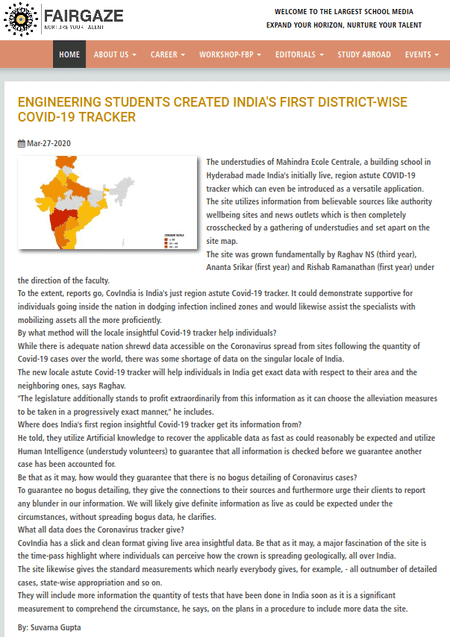 FAIRGAZE
NURTURE YOUR TALENT
WELCOME TO THE LARGEST SCHOOL MEDIA
EXPAND YOUR HORIZON, NURTURE YOUR TALENT
HOME ABOUT US CAREER WORKSHOP-FBP EDITORIALS STUDY ABROAD EVENTS
ENGINEERING STUDENTS CREATED INDIA'S FIRST DISTRICT-WISE
COVID-19 TRACKER
Mar-27-2020
The understudies of Mahindra Ecole Centrale, a building school in
Hyderabad made India's initially live, region astute COVID-19
tracker which can even be introduced as a versatile application.
The site utilizes information from believable sources like authority
wellbeing sites and news outlets which is then completely
crosschecked by a gathering of understudies and set apart on the
site map.
The site was grown fundamentally by Raghav NS (third year),
Ananta Srikar (first year) and Rishab Ramanathan (first year) under
the direction of the faculty.
To the extent, reports go, CovIndia is India's just region astute Covid-19 tracker. It could demonstrate supportive for
individuals going inside the nation in dodging infection inclined zones and would likewise assist the specialists with
mobilizing assets all the more proficiently.
By what method will the locale insightful Covid-19 tracker help individuals?
While there is adequate nation shrewd data accessible on the Coronavirus spread from sites following the quantity of
Covid-19 cases over the world, there was some shortage of data on the singular locale of India.
The new locale astute Covid-19 tracker will help individuals in India get exact data with respect to their area and the
neighboring ones, says Raghav.
"The legislature additionally stands to profit extraordinarily from this information as it can choose the alleviation measures
to be taken in a progressively exact manner," he includes.
Where does India's first region insightful Covid-19 tracker get its information from?
He told, they utilize Artificial knowledge to recover the applicable data as fast as could reasonably be expected and utilize
Human Intelligence (understudy volunteers) to guarantee that all information is checked before we guarantee another
case has been accounted for.
Be that as it may, how would they guarantee that there is no bogus detailing of Coronavirus cases?
To guarantee no bogus detailing, they give the connections to their sources and furthermore urge their clients to report
any blunder in our information. We will likely give definite information as live as could be expected under the
circumstances, without spreading bogus data, he clarifies.
What all data does the Coronavirus tracker give?
CovIndia has a slick and clean format giving live area insightful data. Be that as it may, a major fascination of the site is
the time-pass highlight where individuals can perceive how the crown is spreading geologically, all over India.
The site likewise gives the standard measurements which nearly everybody gives, for example, - all outnumber of detailed
cases, state-wise appropriation and so on.
They will include more information the quantity of tests that have been done in India soon as it is a significant
measurement to comprehend the circumstance, he says, on the plans in a procedure to include more data the site.
By: Suvarna Gupta